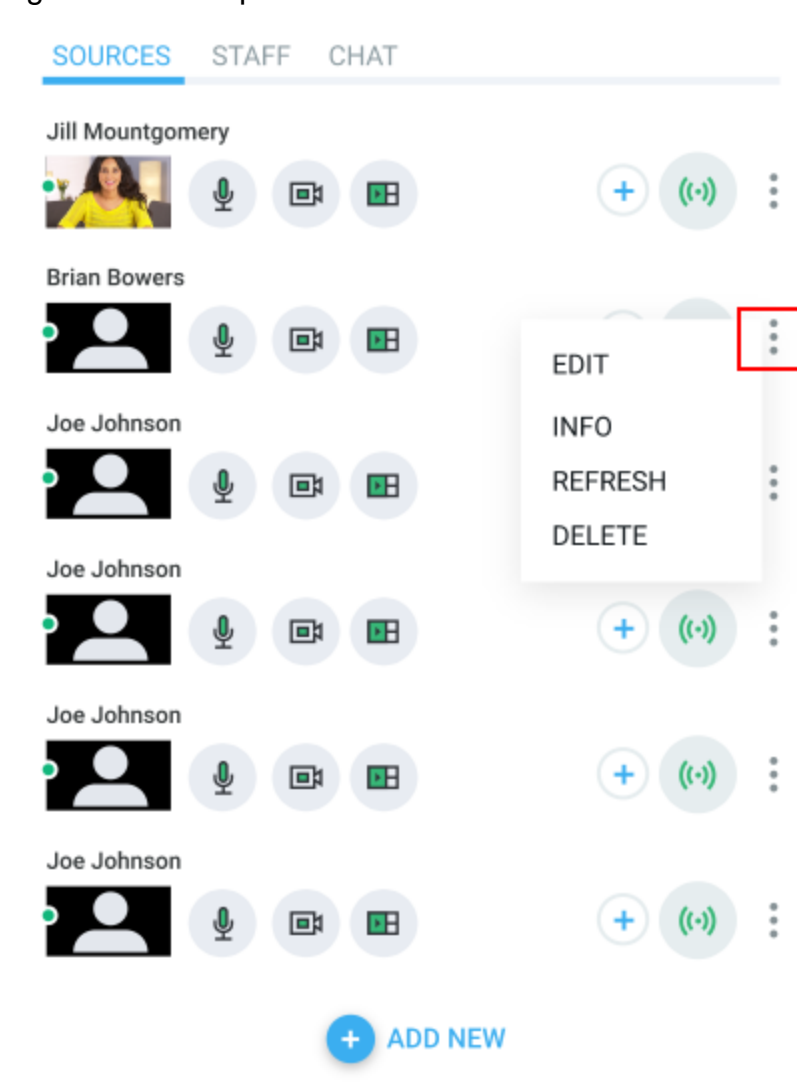 SOURCES STAFF CHAT
Jill Mountgomery
Brian Bowers
EDIT
INFO
REFRESH
DELETE
Joe Johnson
Joe Johnson
Joe Johnson
Joe Johnson
ADD NEW